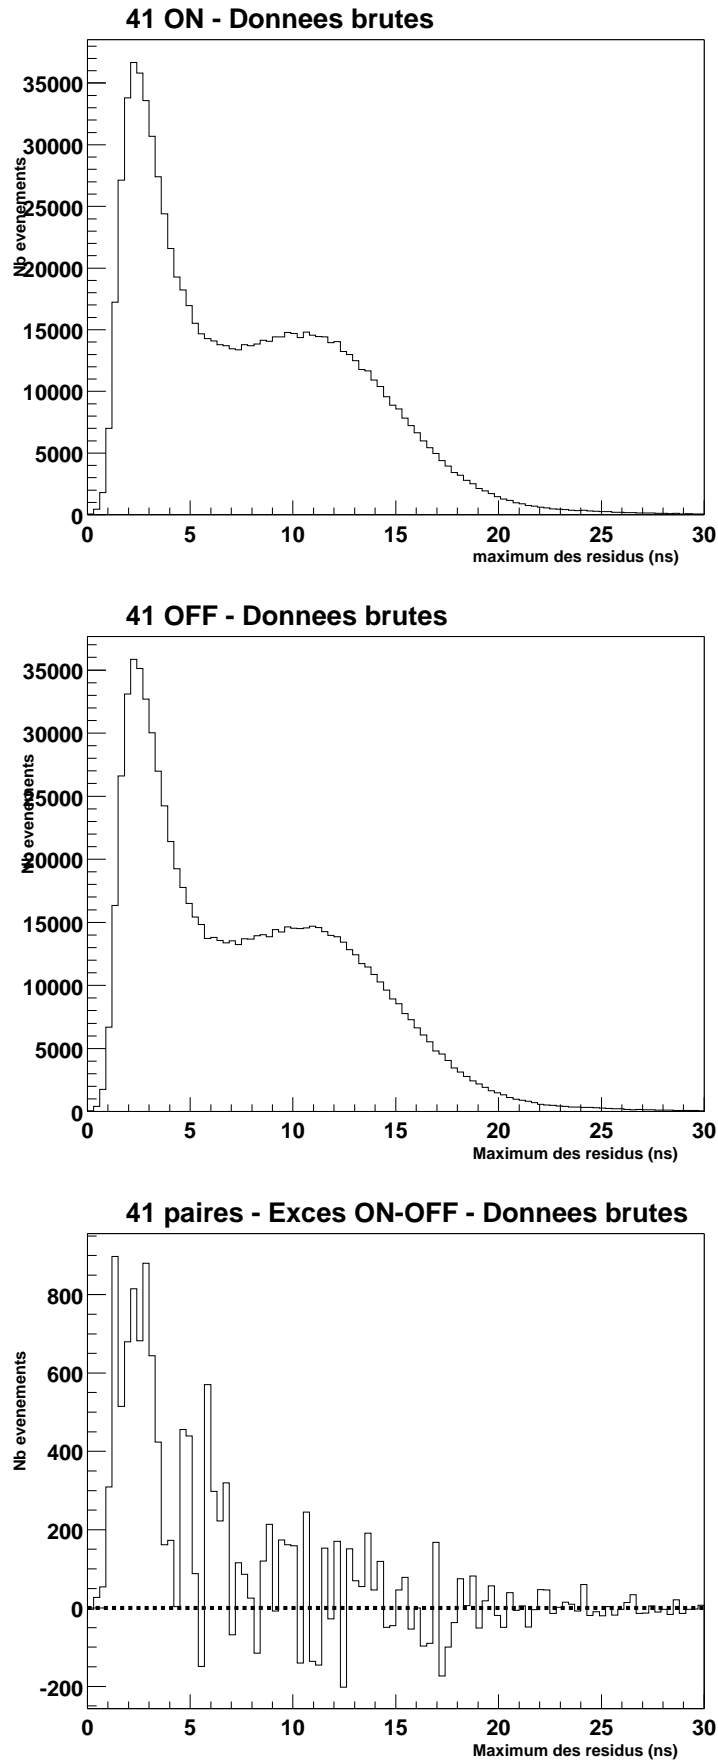 41 ON - Donnees brutes
Nb evenements
35000
30000
25000
20000
15000
10000
5000
0
0 5 10 15 20 25 30
maximum des residus (ns)
41 OFF - Donnees brutes
Nb evenements
35000
30000
25000
20000
15000
10000
5000
0
0 5 10 15 20 25 30
Maximum des residus (ns)
41 paires - Exces ON-OFF - Donnees brutes
Nb evenements
800
600
400
200
0
-200
0 5 10 15 20 25 30
Maximum des residus (ns)